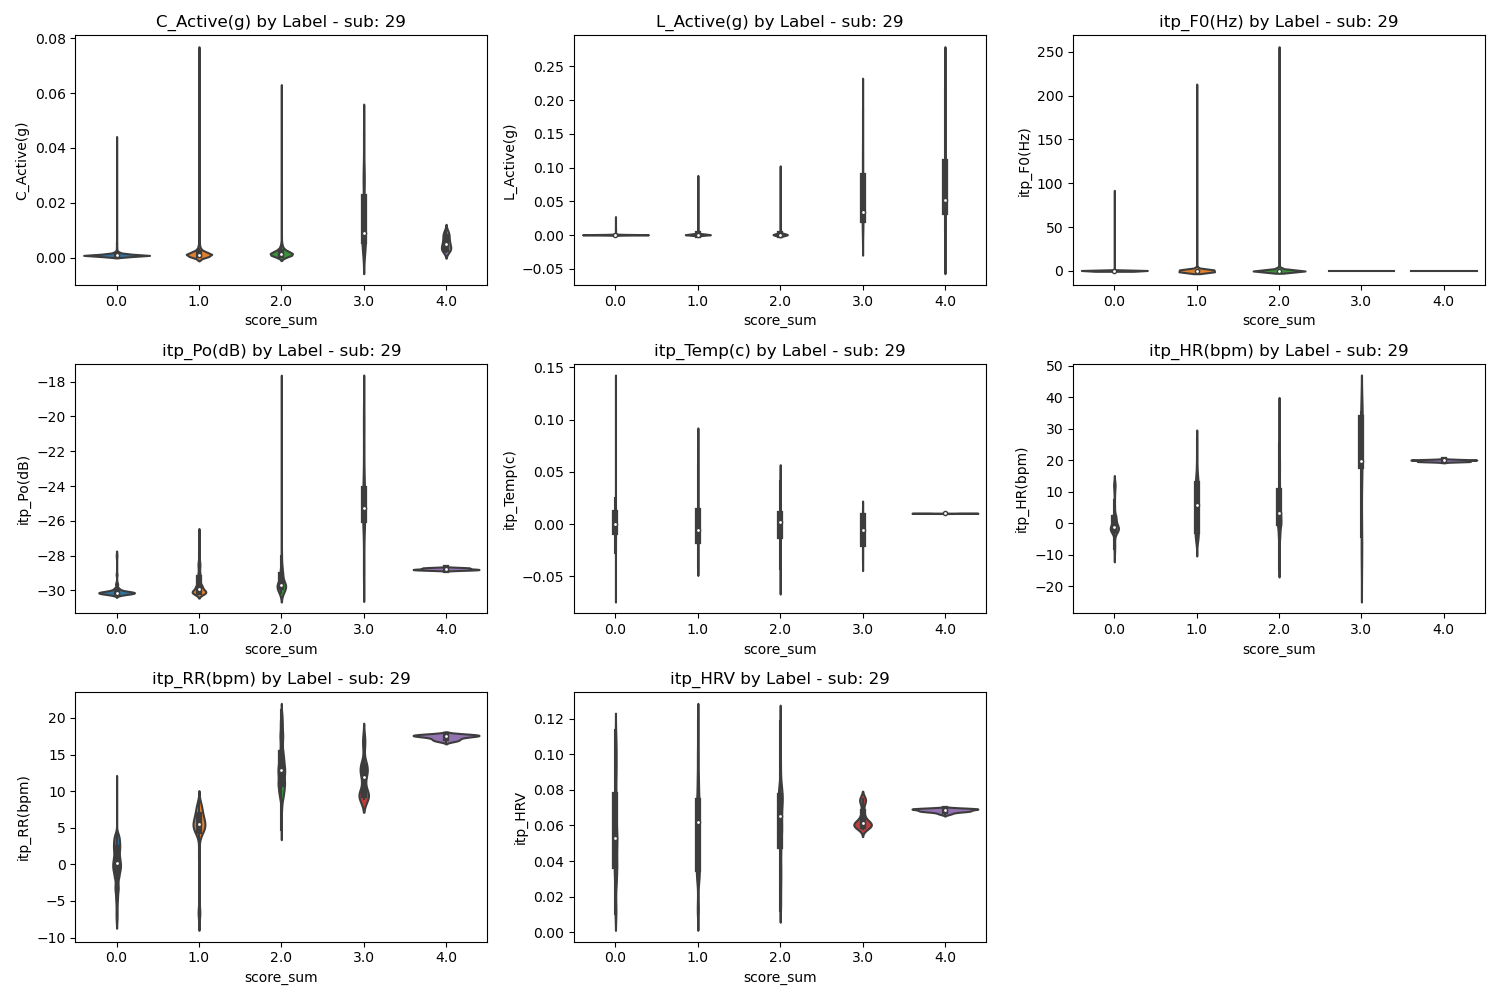 C_Active(g) by Label - sub: 29
L_Active(g) by Label - sub: 29
itp_F0(Hz) by Label - sub: 29
C_Active(g)
0.08
0.06
0.04
0.02
0.00
0.0 1.0 2.0 3.0 4.0
score_sum
L_Active(g)
0.25
0.20
0.15
0.10
0.05
0.00
−0.05
0.0 1.0 2.0 3.0 4.0
score_sum
itp_F0(Hz)
250
200
150
100
50
0
0.0 1.0 2.0 3.0 4.0
score_sum
itp_Po(dB) by Label - sub: 29
itp_Temp(c) by Label - sub: 29
itp_HR(bpm) by Label - sub: 29
itp_Po(dB)
−18
−20
−22
−24
−26
−28
−30
0.0 1.0 2.0 3.0 4.0
score_sum
itp_Temp(c)
0.15
0.10
0.05
0.00
−0.05
0.0 1.0 2.0 3.0 4.0
score_sum
itp_HR(bpm)
50
40
30
20
10
0
−10
−20
0.0 1.0 2.0 3.0 4.0
score_sum
itp_RR(bpm) by Label - sub: 29
itp_HRV by Label - sub: 29
itp_RR(bpm)
20
15
10
5
0
−5
−10
0.0 1.0 2.0 3.0 4.0
score_sum
itp_HRV
0.12
0.10
0.08
0.06
0.04
0.02
0.00
0.0 1.0 2.0 3.0 4.0
score_sum